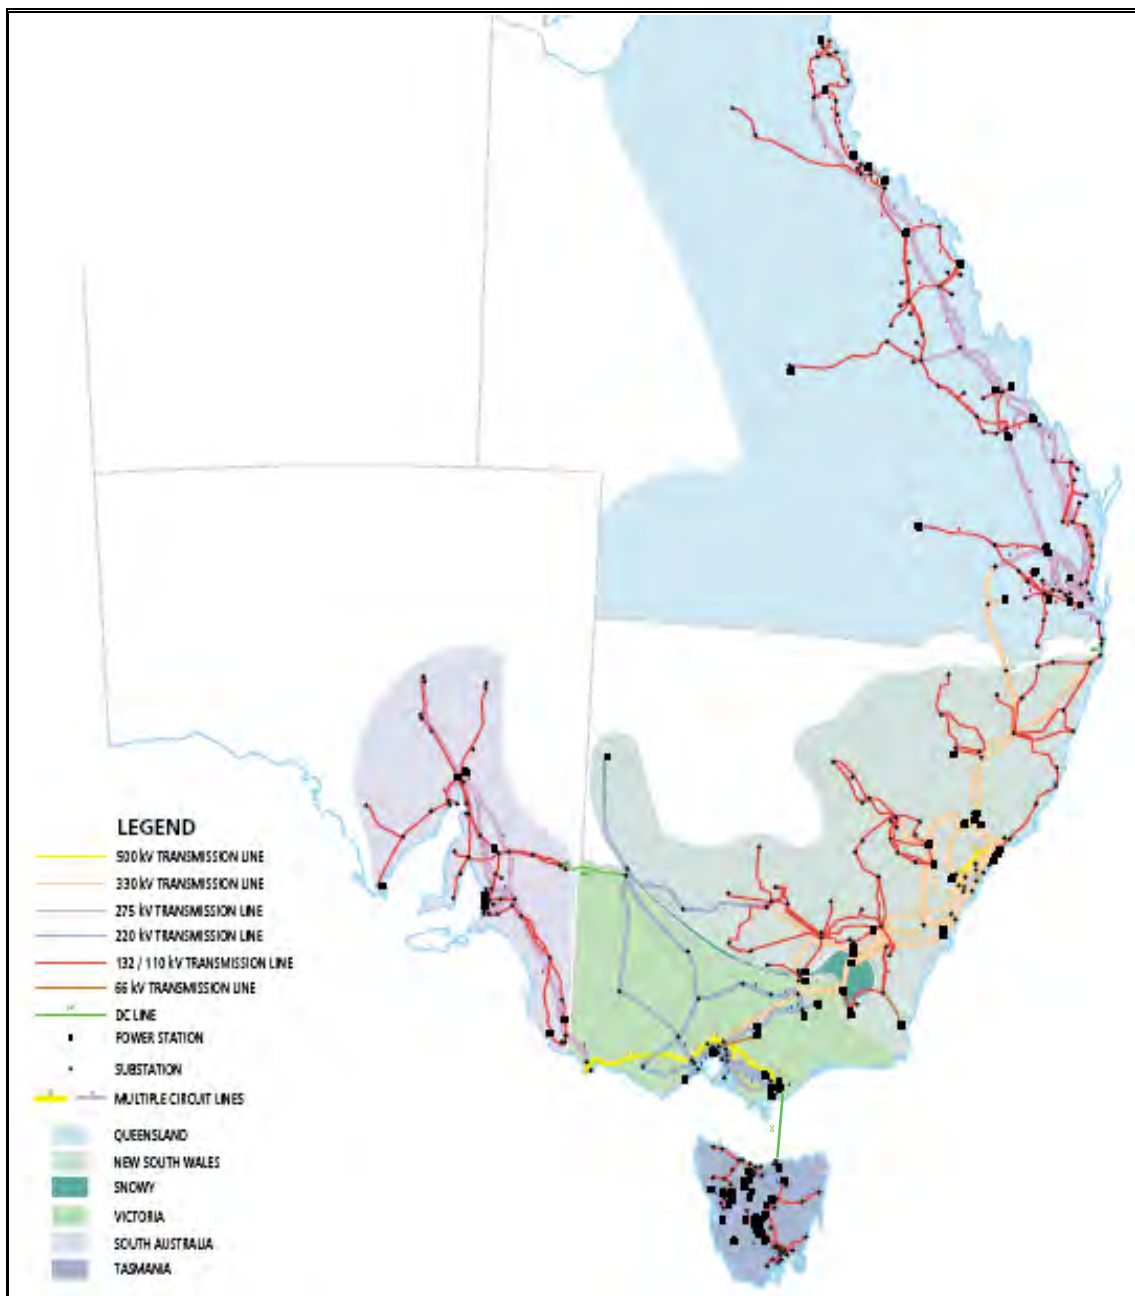 LEGEND
500 kV TRANSMISSION LINE
330 kV TRANSMISSION LINE
275 kV TRANSMISSION LINE
220 kV TRANSMISSION LINE
132 / 110 kV TRANSMISSION LINE
66 kV TRANSMISSION LINE
DC LINE
POWER STATION
SUBSTATION
MULTIPLE CIRCUIT LINES
QUEENSLAND
NEW SOUTH WALES
SNOWY
VICTORIA
SOUTH AUSTRALIA
TASMANIA